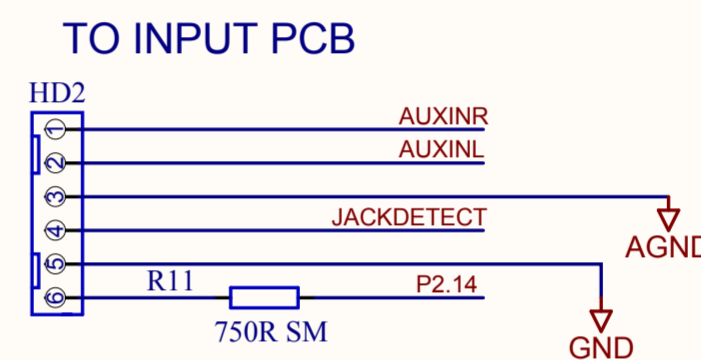 TO INPUT PCB
HD2
1 AUXINR
2 AUXINL
3
4 JACKDETECT
AGND
5
6 R11 P2.14
750R SM
GND